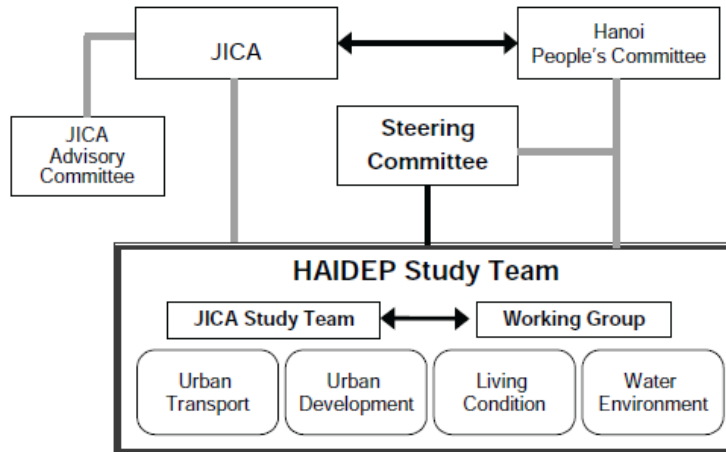 JICA
Hanoi
People's Committee
JICA
Advisory
Committee
Steering
Committee
HAIDEP Study Team
JICA Study Team
Working Group
Urban
Transport
Urban
Development
Living
Condition
Water
Environment